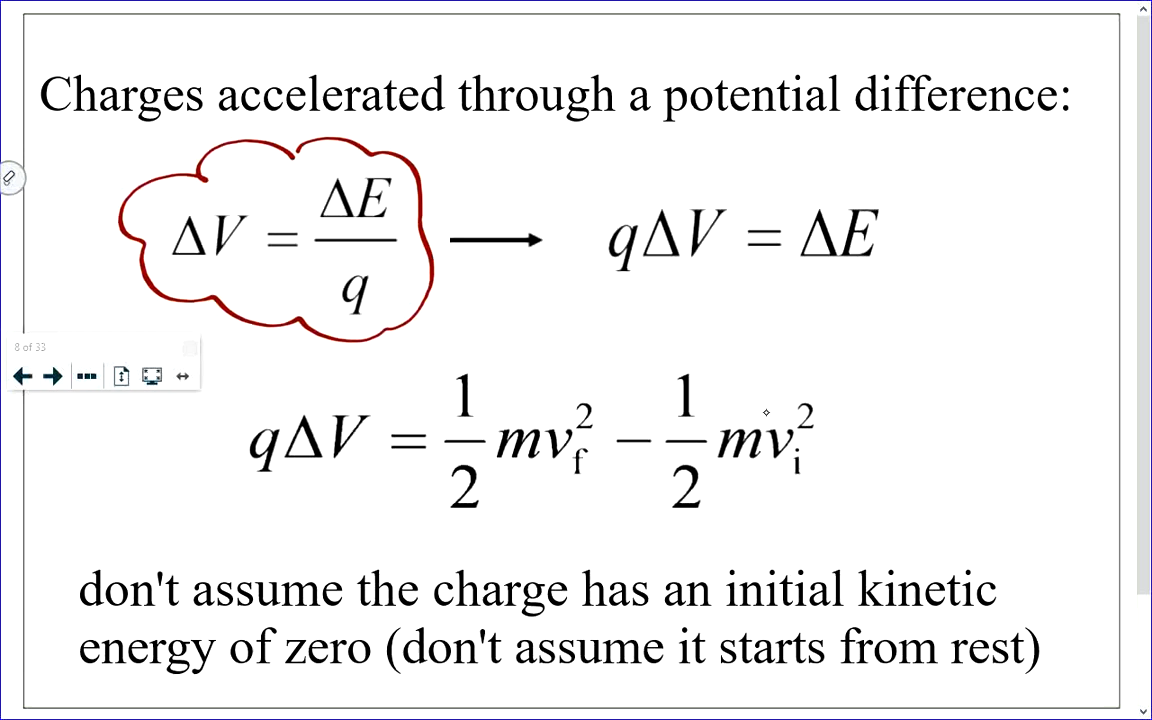 Charges accelerated through a potential difference:
ΔV = ΔE/q → qΔV = ΔE
8 of 33
qΔV = 1/2 mv_f^2 − 1/2 mv_i^2
don't assume the charge has an initial kinetic
energy of zero (don't assume it starts from rest)